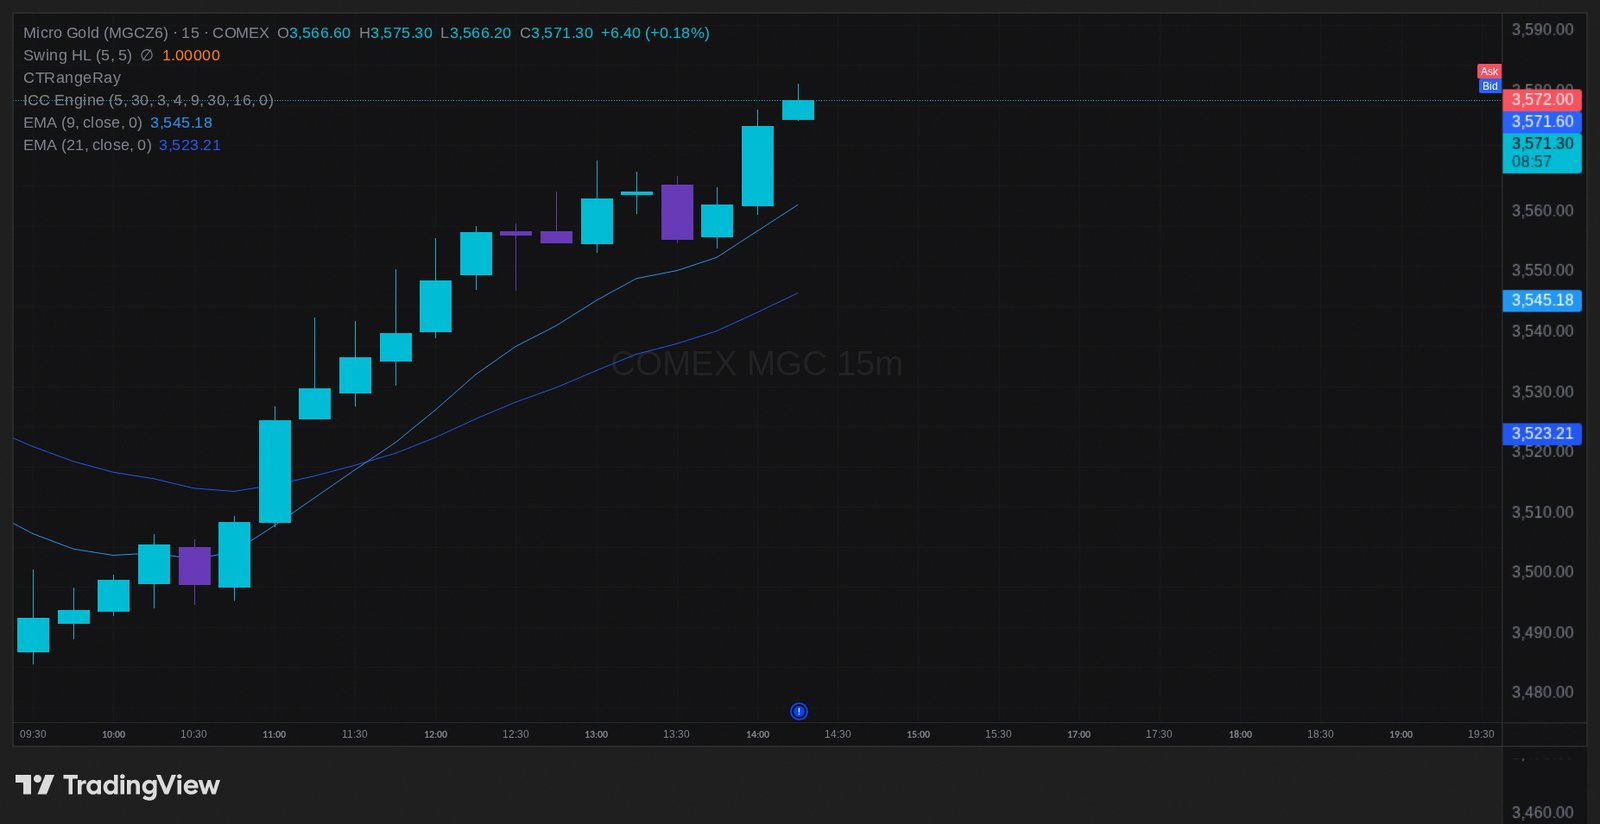 Micro Gold (MGCZ6) · 15 · COMEX O3,566.60 H3,575.30 L3,566.20 C3,571.30 +6.40 (+0.18%)
Swing HL (5, 5) ∅ 1.00000
CTRangeRay
ICC Engine (5, 30, 3, 4, 9, 30, 16, 0)
EMA (9, close, 0) 3,545.18
EMA (21, close, 0) 3,523.21
COMEX MGC 15m
3,590.00
Ask
Bid
3,580.00
3,572.00
3,571.60
3,571.30
08:57
3,560.00
3,550.00
3,545.18
3,540.00
3,530.00
3,523.21
3,520.00
3,510.00
3,500.00
3,490.00
3,480.00
3,460.00
09:30 10:00 10:30 11:00 11:30 12:00 12:30 13:00 13:30 14:00 14:30 15:00 15:30 17:00 17:30 18:00 18:30 19:00 19:30
TradingView